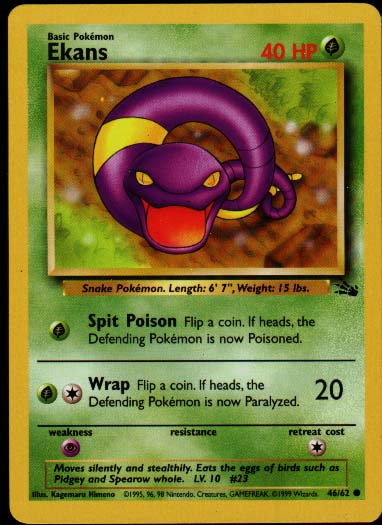 Basic Pokémon
Ekans 40 HP
Snake Pokémon. Length: 6' 7", Weight: 15 lbs.
Spit Poison Flip a coin. If heads, the
Defending Pokémon is now Poisoned.
Wrap Flip a coin. If heads, the 20
Defending Pokémon is now Paralyzed.
weakness resistance retreat cost
Moves silently and stealthily. Eats the eggs of birds such as
Pidgey and Spearow whole. LV. 10 #23
Illus. Kagemaru Himeno ©1995, 96, 98 Nintendo, Creatures, GAMEFREAK. ©1999 Wizards. 46/62